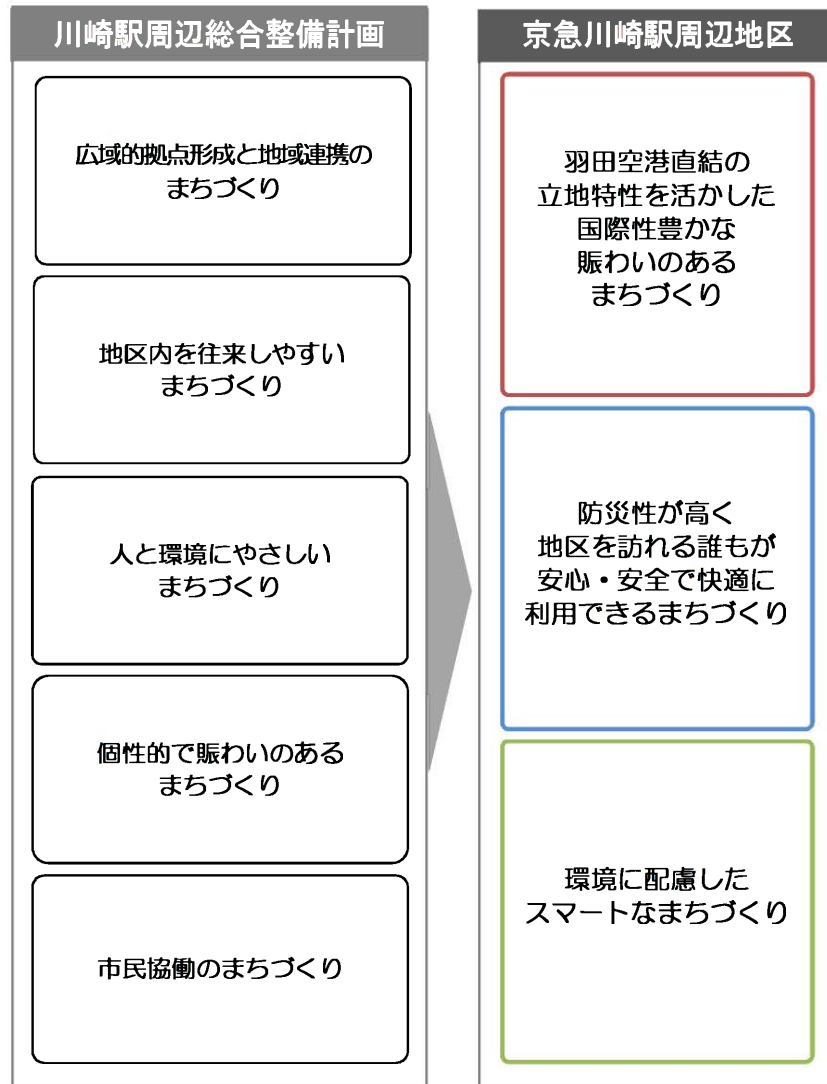 川崎駅周辺総合整備計画
広域的拠点形成と地域連携の
まちづくり
地区内を往来しやすい
まちづくり
人と環境にやさしい
まちづくり
個性的で賑わいのある
まちづくり
市民協働のまちづくり
京急川崎駅周辺地区
羽田空港直結の
立地特性を活かした
国際性豊かな
賑わいのある
まちづくり
防災性が高く
地区を訪れる誰もが
安心・安全で快適に
利用できるまちづくり
環境に配慮した
スマートなまちづくり